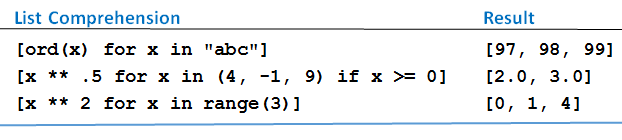 List Comprehension Result
[ord(x) for x in "abc"] [97, 98, 99]
[x ** .5 for x in (4, -1, 9) if x >= 0] [2.0, 3.0]
[x ** 2 for x in range(3)] [0, 1, 4]